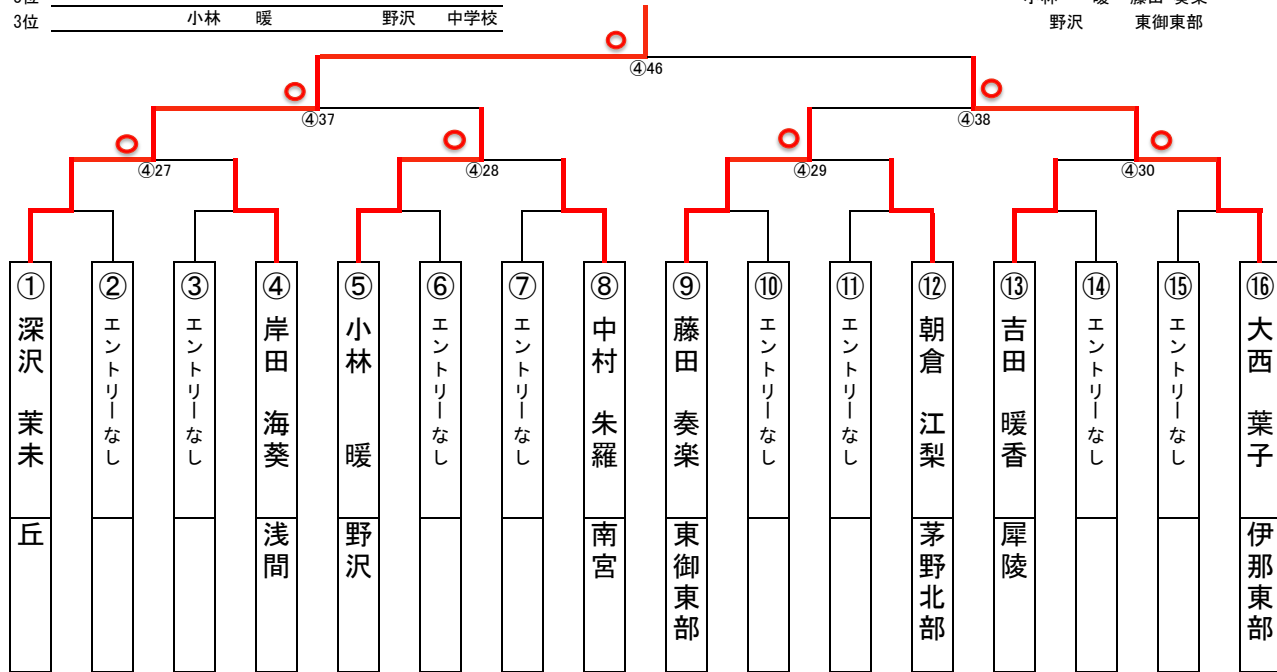 3位 小林 暖 野沢 中学校
野沢 東御東部
④46
④37 ④38
④27 ④28 ④29 ④30
① 深沢 茉未 丘
② エントリーなし
③ エントリーなし
④ 岸田 海葵 浅間
⑤ 小林 暖 野沢
⑥ エントリーなし
⑦ エントリーなし
⑧ 中村 朱羅 南宮
⑨ 藤田 奏楽 東御東部
⑩ エントリーなし
⑪ エントリーなし
⑫ 朝倉 江梨 茅野北部
⑬ 吉田 暖香 犀陵
⑭ エントリーなし
⑮ エントリーなし
⑯ 大西 葉子 伊那東部